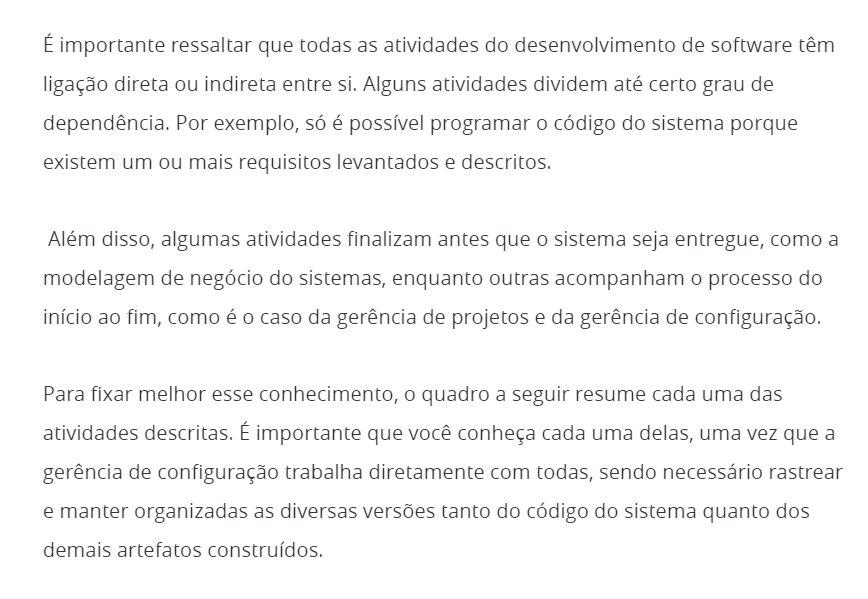 É importante ressaltar que todas as atividades do desenvolvimento de software têm
ligação direta ou indireta entre si. Alguns atividades dividem até certo grau de
dependência. Por exemplo, só é possível programar o código do sistema porque
existem um ou mais requisitos levantados e descritos.
Além disso, algumas atividades finalizam antes que o sistema seja entregue, como a
modelagem de negócio do sistemas, enquanto outras acompanham o processo do
início ao fim, como é o caso da gerência de projetos e da gerência de configuração.
Para fixar melhor esse conhecimento, o quadro a seguir resume cada uma das
atividades descritas. É importante que você conheça cada uma delas, uma vez que a
gerência de configuração trabalha diretamente com todas, sendo necessário rastrear
e manter organizadas as diversas versões tanto do código do sistema quanto dos
demais artefatos construídos.